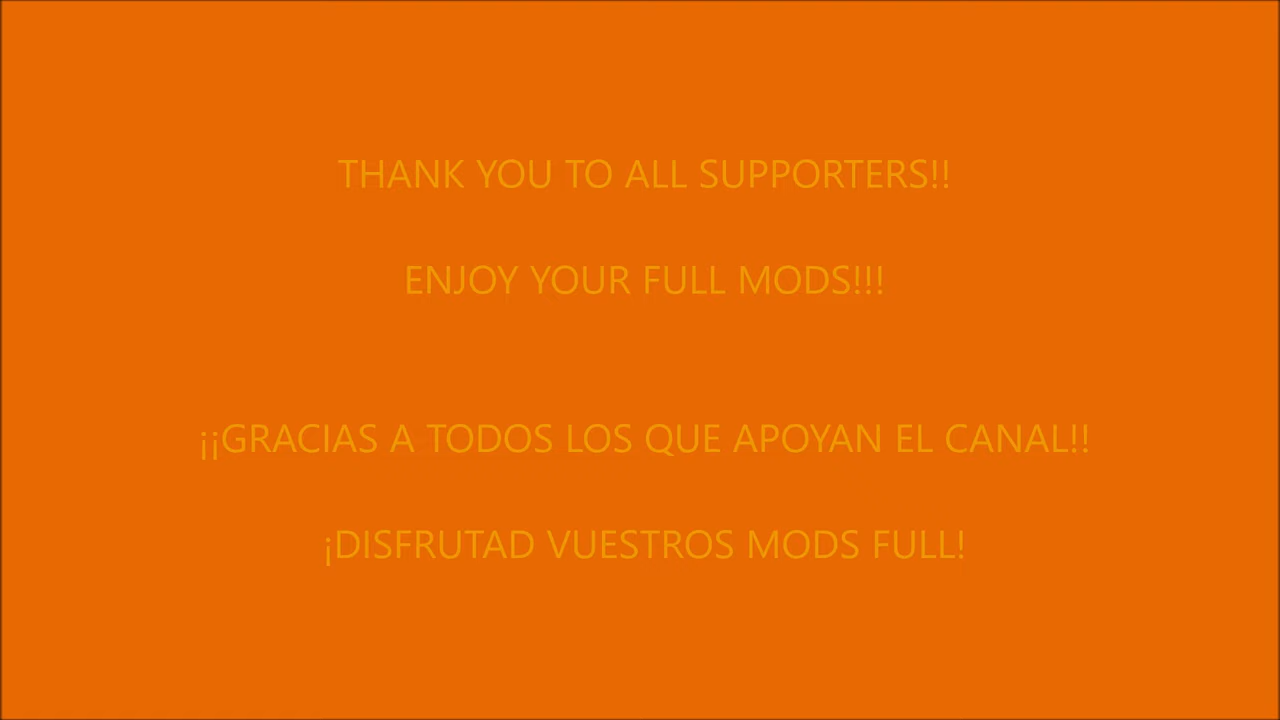 THANK YOU TO ALL SUPPORTERS!!
ENJOY YOUR FULL MODS!!!
¡¡GRACIAS A TODOS LOS QUE APOYAN EL CANAL!!
¡DISFRUTAD VUESTROS MODS FULL!